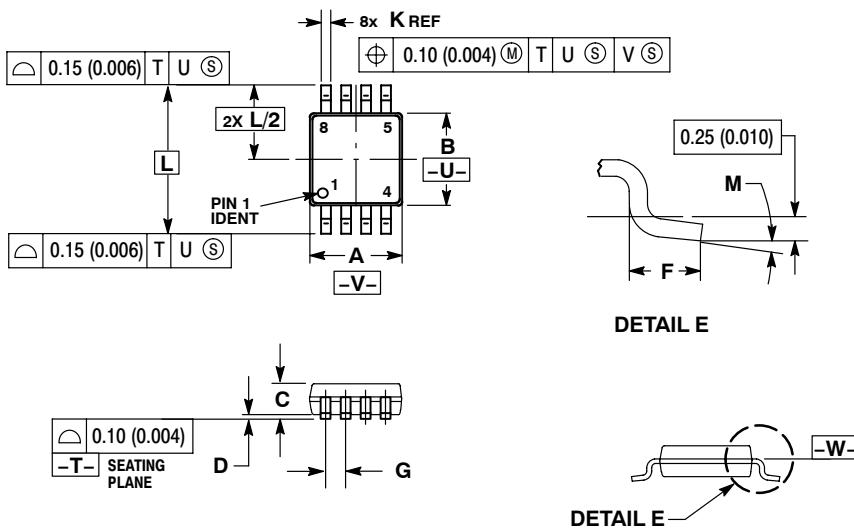 8x K REF
0.10 (0.004) Ⓜ T U Ⓢ V Ⓢ
0.15 (0.006) T U Ⓢ
2X L/2
L
8 5
B
-U-
PIN 1
IDENT
1 4
0.15 (0.006) T U Ⓢ
A
-V-
0.25 (0.010)
M
F
DETAIL E
C
0.10 (0.004)
-T- SEATING
PLANE
D
G
-W-
DETAIL E